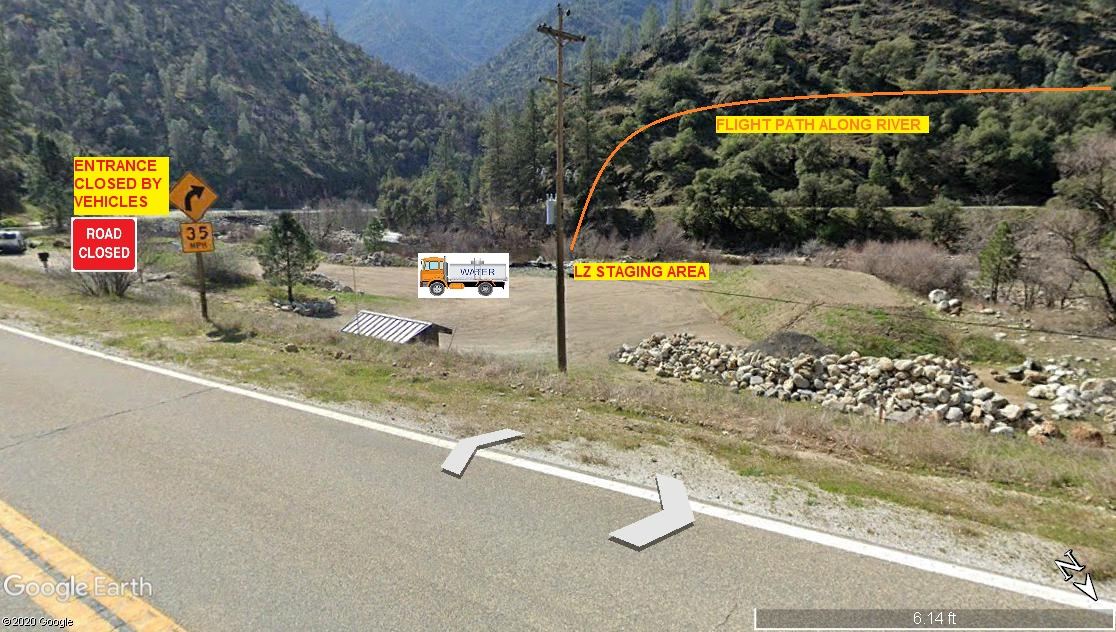 FLIGHT PATH ALONG RIVER
ENTRANCE
CLOSED BY
VEHICLES
ROAD
CLOSED
35
MPH
WATER
LZ STAGING AREA
N
Google Earth
©2020 Google
6.14 ft